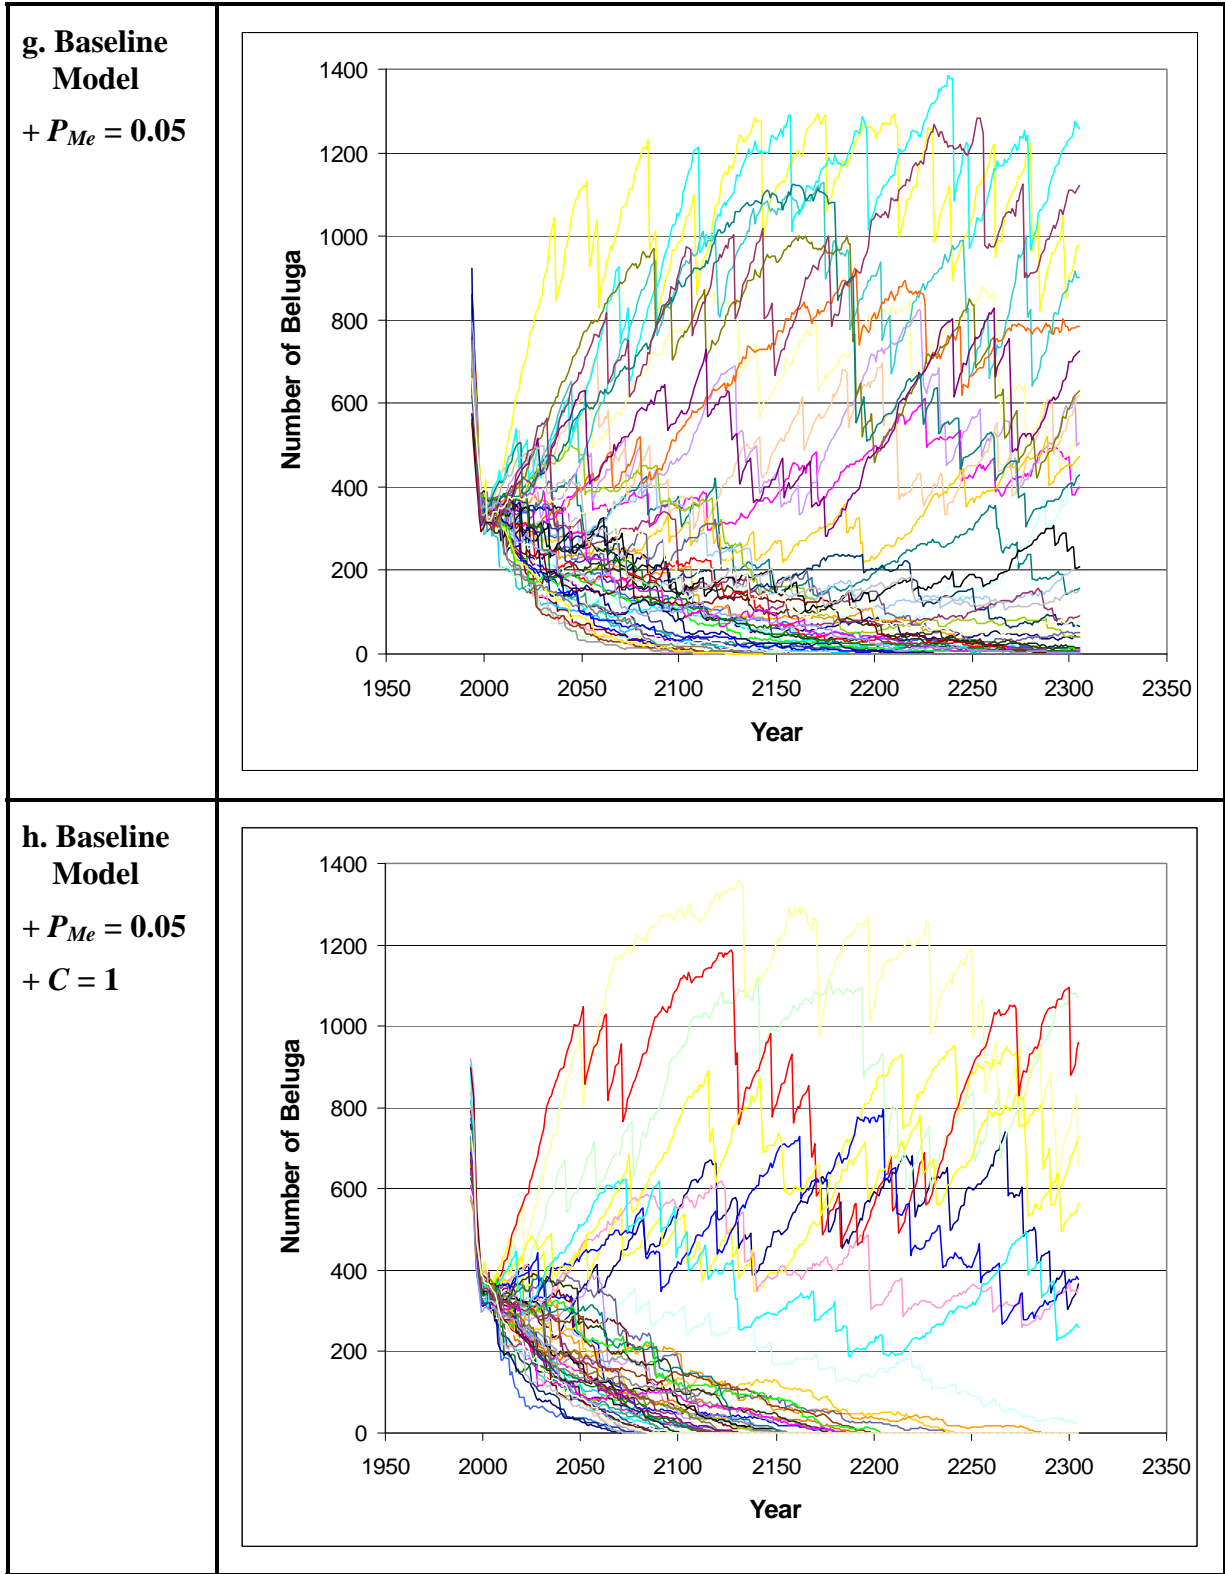 g. Baseline
Model
+ P_Me = 0.05
1400
1200
1000
800
600
400
200
0
Number of Beluga
1950 2000 2050 2100 2150 2200 2250 2300 2350
Year
h. Baseline
Model
+ P_Me = 0.05
+ C = 1
1400
1200
1000
800
600
400
200
0
Number of Beluga
1950 2000 2050 2100 2150 2200 2250 2300 2350
Year